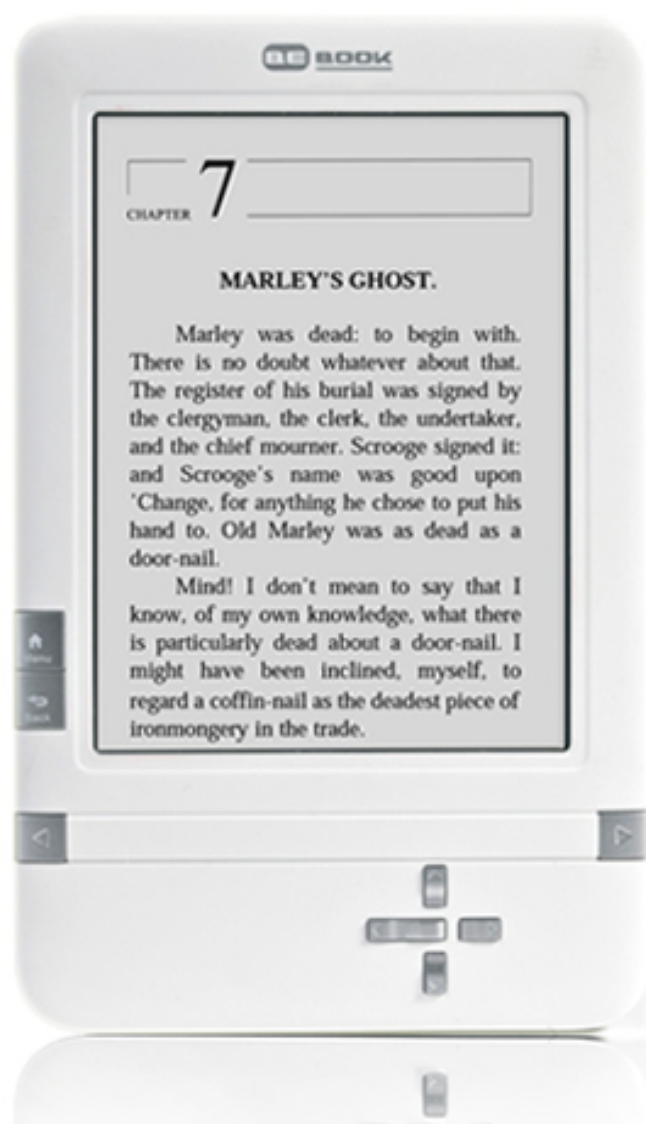 BE BOOK
CHAPTER 7
MARLEY'S GHOST.
Marley was dead: to begin with.
There is no doubt whatever about that.
The register of his burial was signed by
the clergyman, the clerk, the undertaker,
and the chief mourner. Scrooge signed it:
and Scrooge's name was good upon
'Change, for anything he chose to put his
hand to. Old Marley was as dead as a
door-nail.
Mind! I don't mean to say that I
know, of my own knowledge, what there
is particularly dead about a door-nail. I
might have been inclined, myself, to
regard a coffin-nail as the deadest piece of
ironmongery in the trade.
menu
back